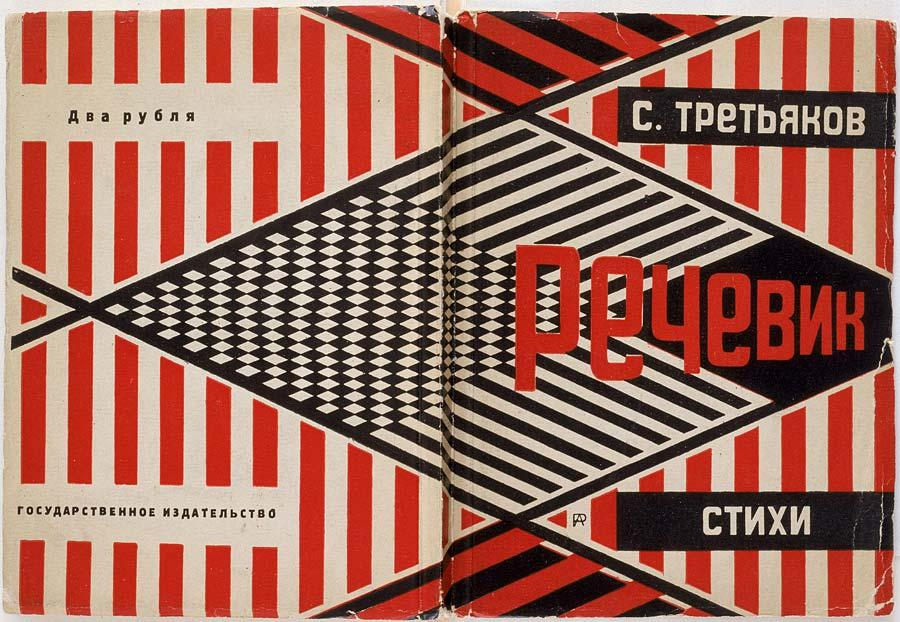 Два рубля
ГОСУДАРСТВЕННОЕ ИЗДАТЕЛЬСТВО
С. ТРЕТЬЯКОВ
РЕЧЕВИК
СТИХИ